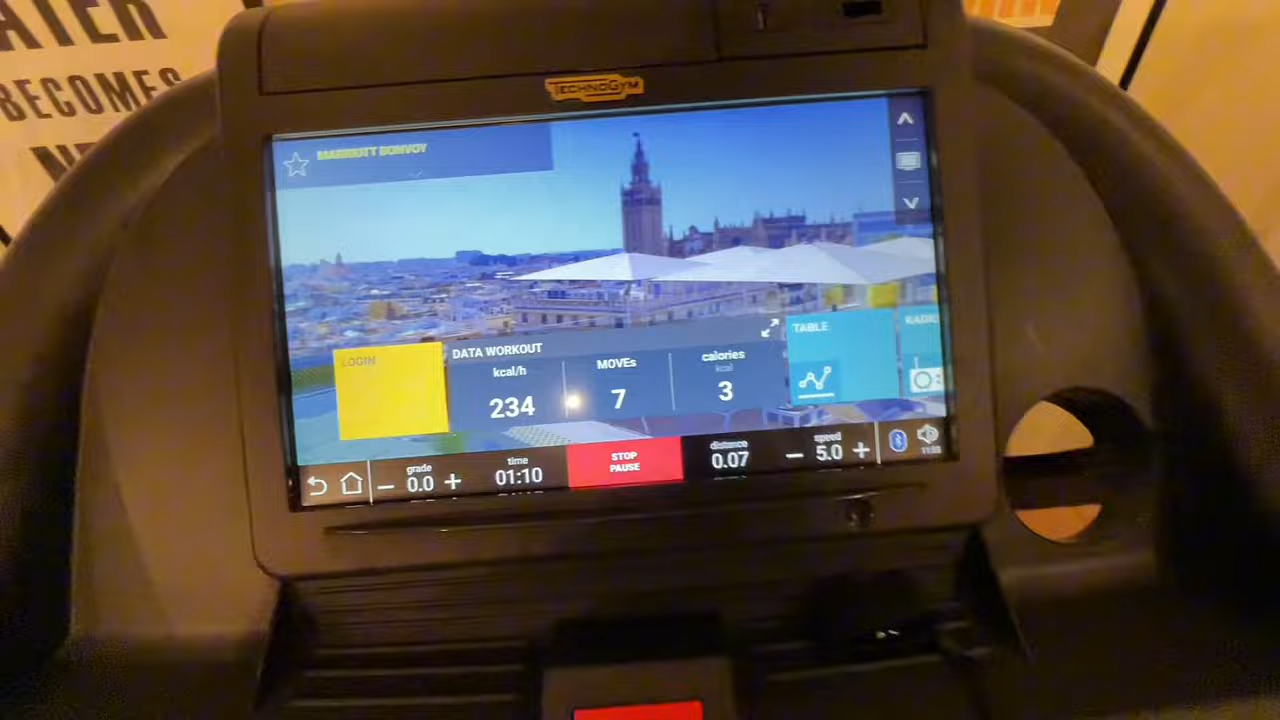 ATER
BECOMES
TECHNOGYM
MARRIOTT BONVOY
LOGIN
DATA WORKOUT
kcal/h
234
MOVEs
7
calories
kcal
3
TABLE
RADIO
grade
0.0
time
01:10
STOP
PAUSE
distance
0.07
speed
5.0